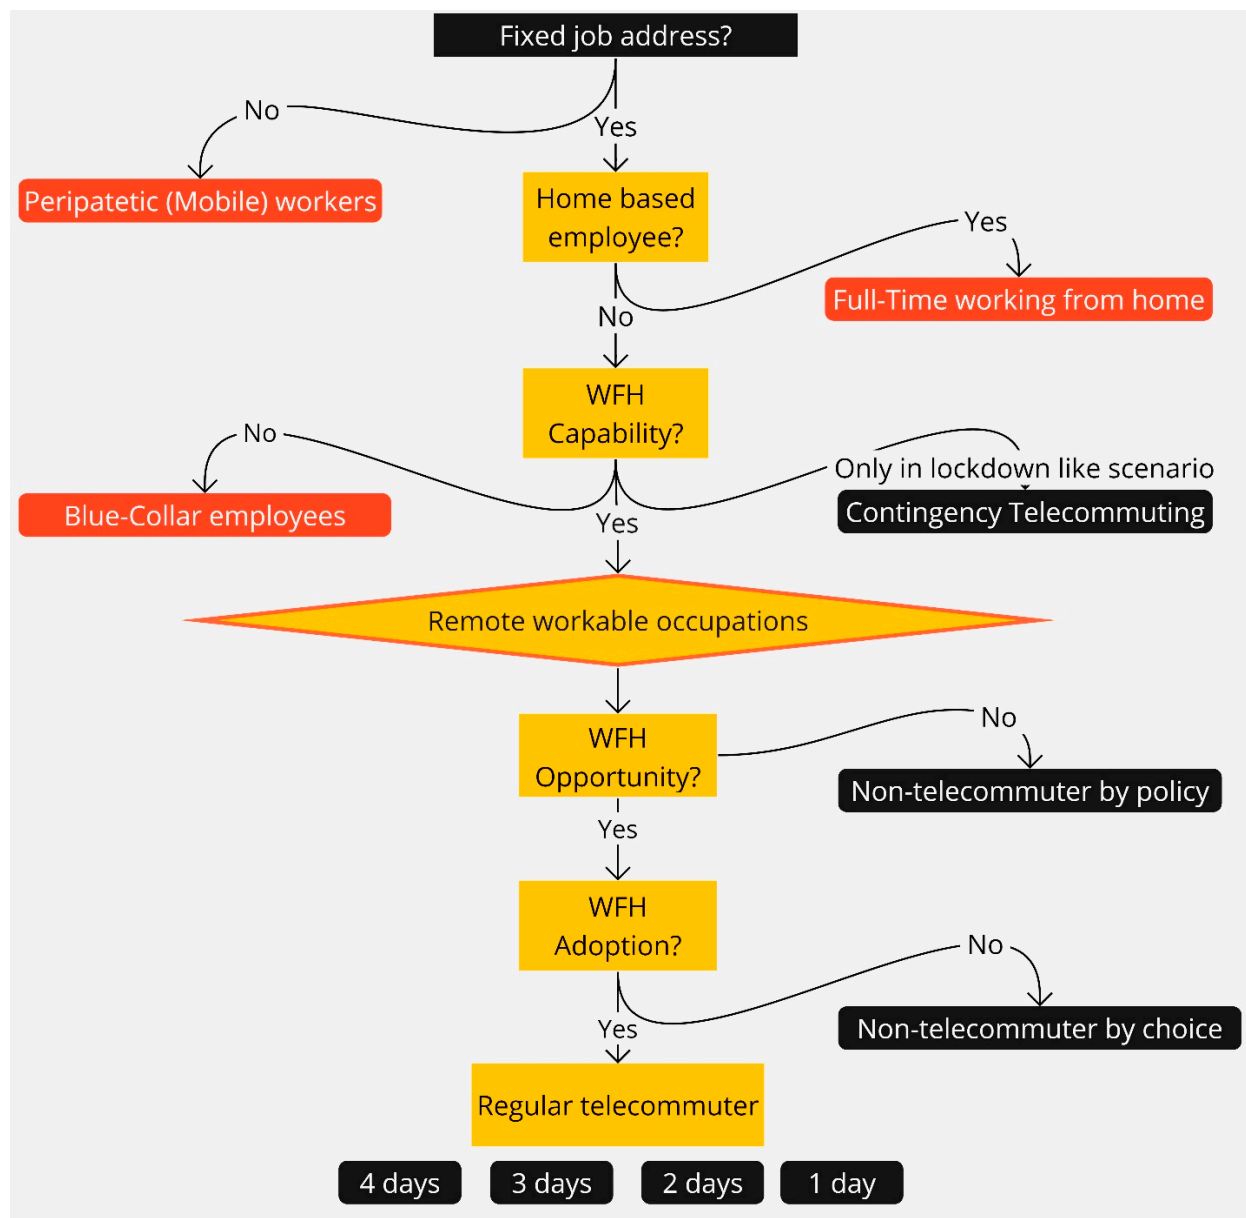 Fixed job address?
No
Yes
Peripatetic (Mobile) workers
Home based
employee?
Yes
Full-Time working from home
No
WFH
Capability?
No
Only in lockdown like scenario
Blue-Collar employees
Contingency Telecommuting
Yes
Remote workable occupations
WFH
Opportunity?
No
Non-telecommuter by policy
Yes
WFH
Adoption?
No
Non-telecommuter by choice
Yes
Regular telecommuter
4 days
3 days
2 days
1 day